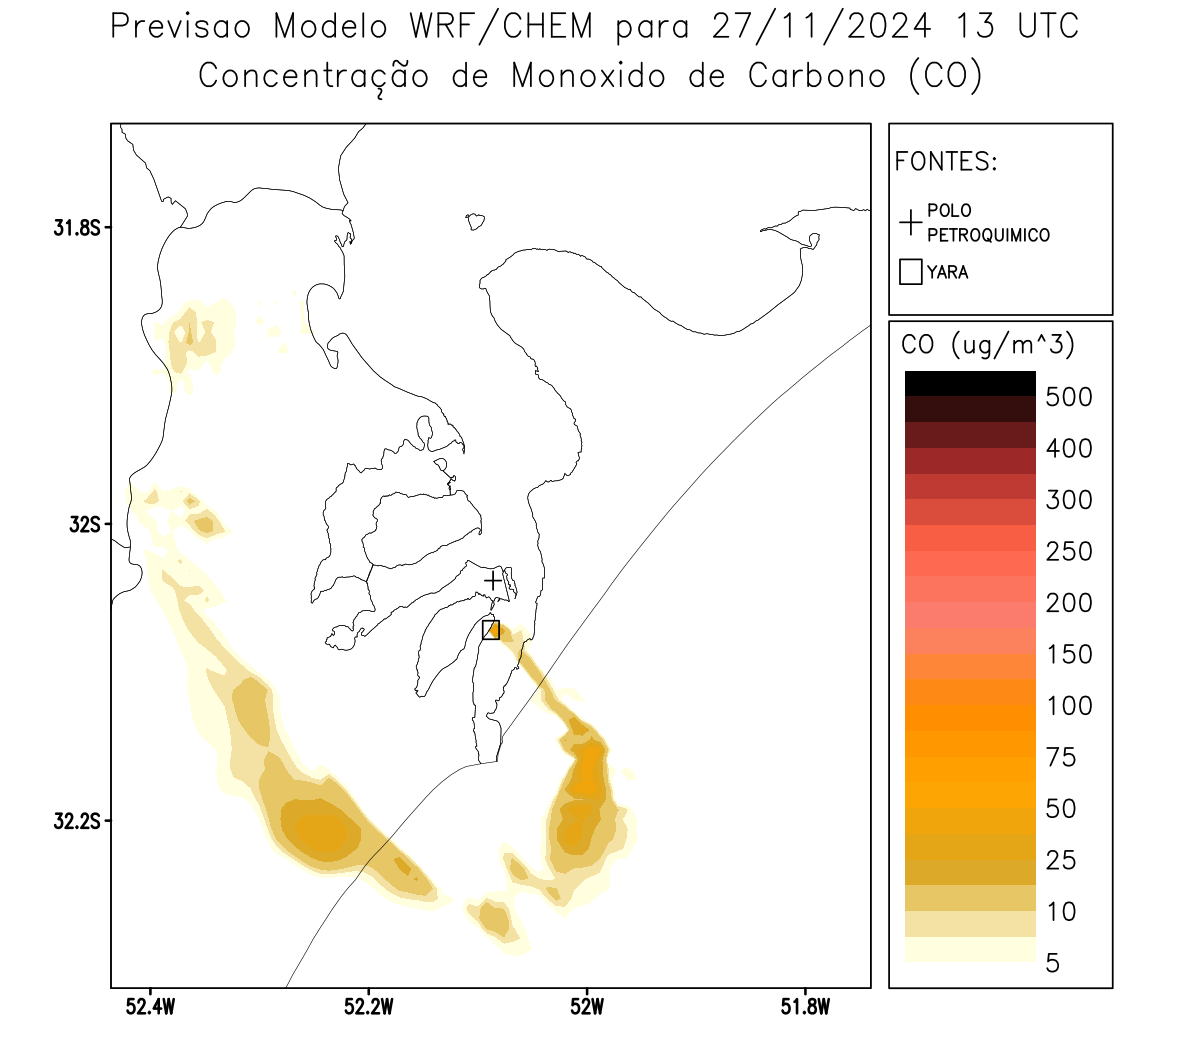 Previsao Modelo WRF/CHEM para 27/11/2024 13 UTC
Concentração de Monoxido de Carbono (CO)
FONTES:
POLO
PETROQUIMICO
YARA
CO (ug/m^3)
500
400
300
250
200
150
100
75
50
25
10
5
31.8S
32S
32.2S
52.4W
52.2W
52W
51.8W